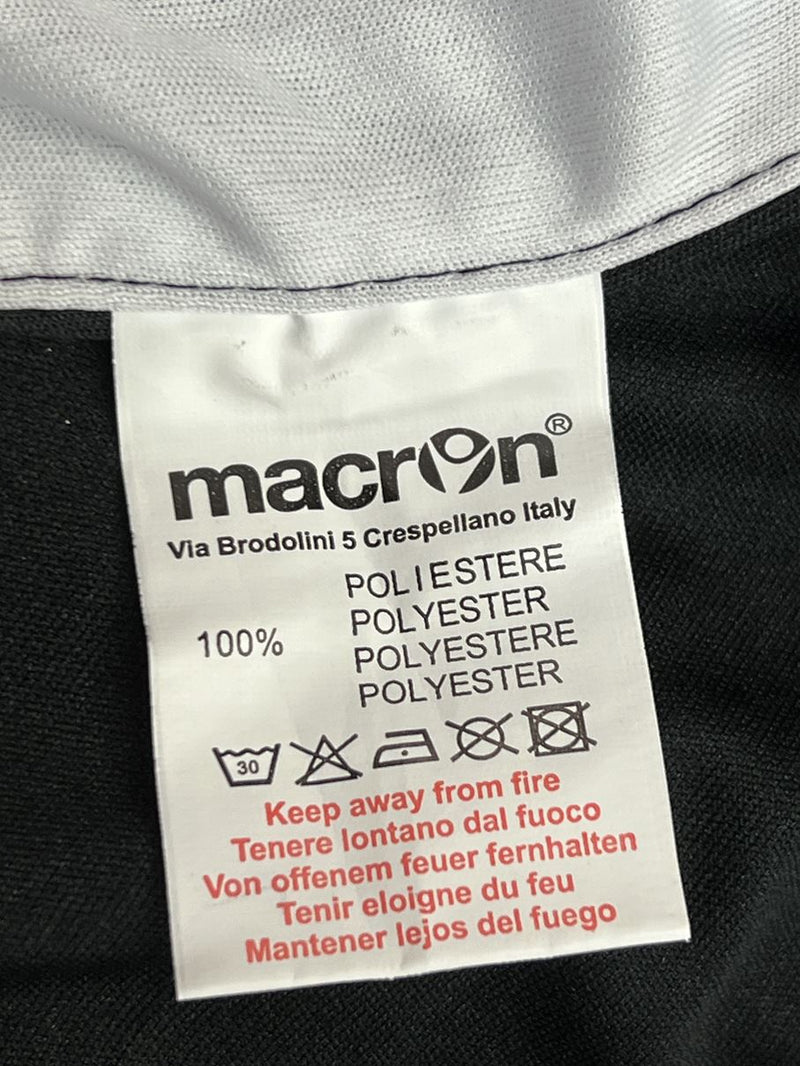 macron®
Via Brodolini 5 Crespellano Italy
POLIESTERE
POLYESTER
100%
POLYESTERE
POLYESTER
30
Keep away from fire
Tenere lontano dal fuoco
Von offenem feuer fernhalten
Tenir eloigne du feu
Mantener lejos del fuego